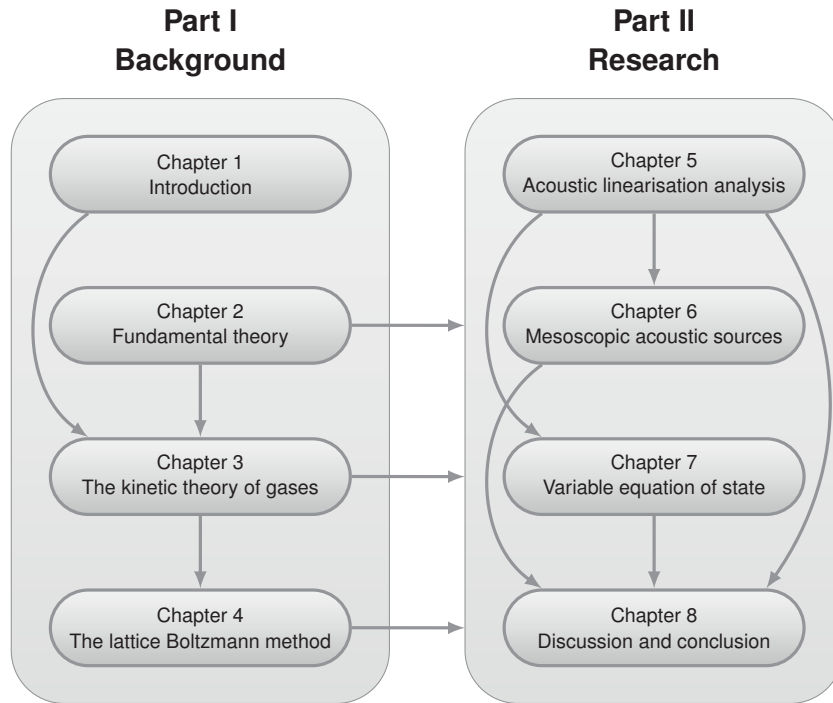 Part I
Background
Chapter 1
Introduction
Chapter 2
Fundamental theory
Chapter 3
The kinetic theory of gases
Chapter 4
The lattice Boltzmann method
Part II
Research
Chapter 5
Acoustic linearisation analysis
Chapter 6
Mesoscopic acoustic sources
Chapter 7
Variable equation of state
Chapter 8
Discussion and conclusion